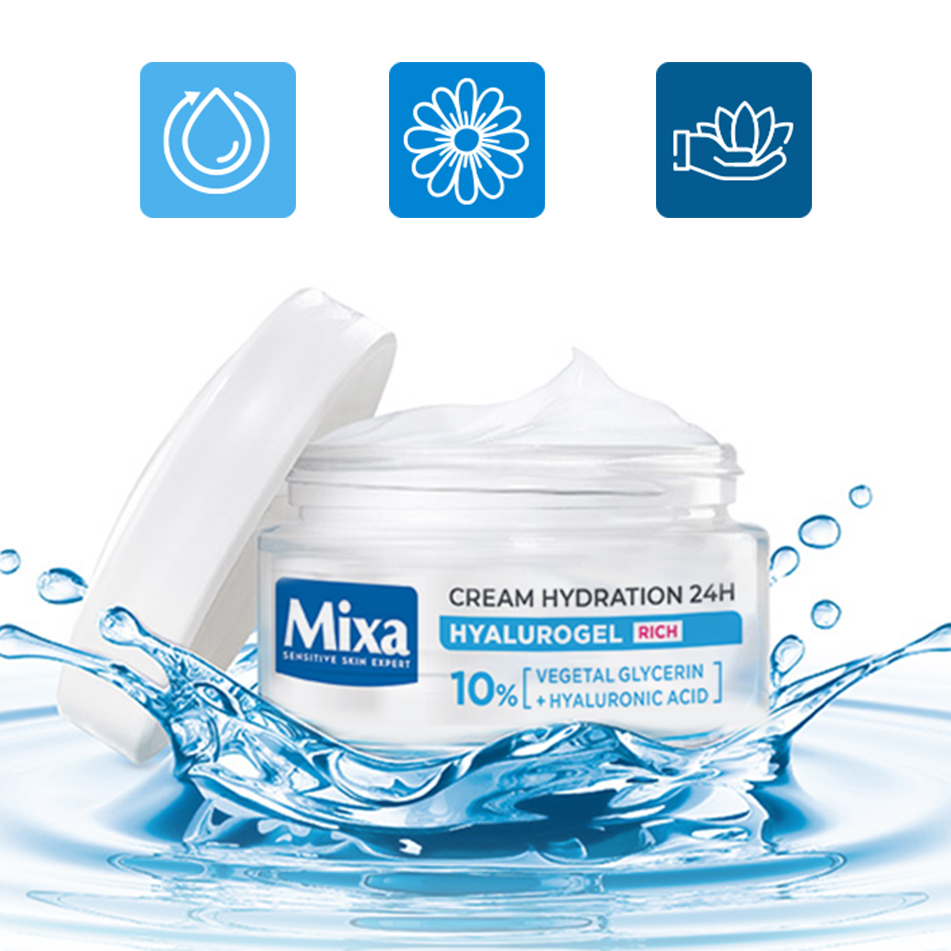 Mixa
SENSITIVE SKIN EXPERT
CREAM HYDRATION 24H
HYALUROGEL RICH
10% [ VEGETAL GLYCERIN
+ HYALURONIC ACID ]